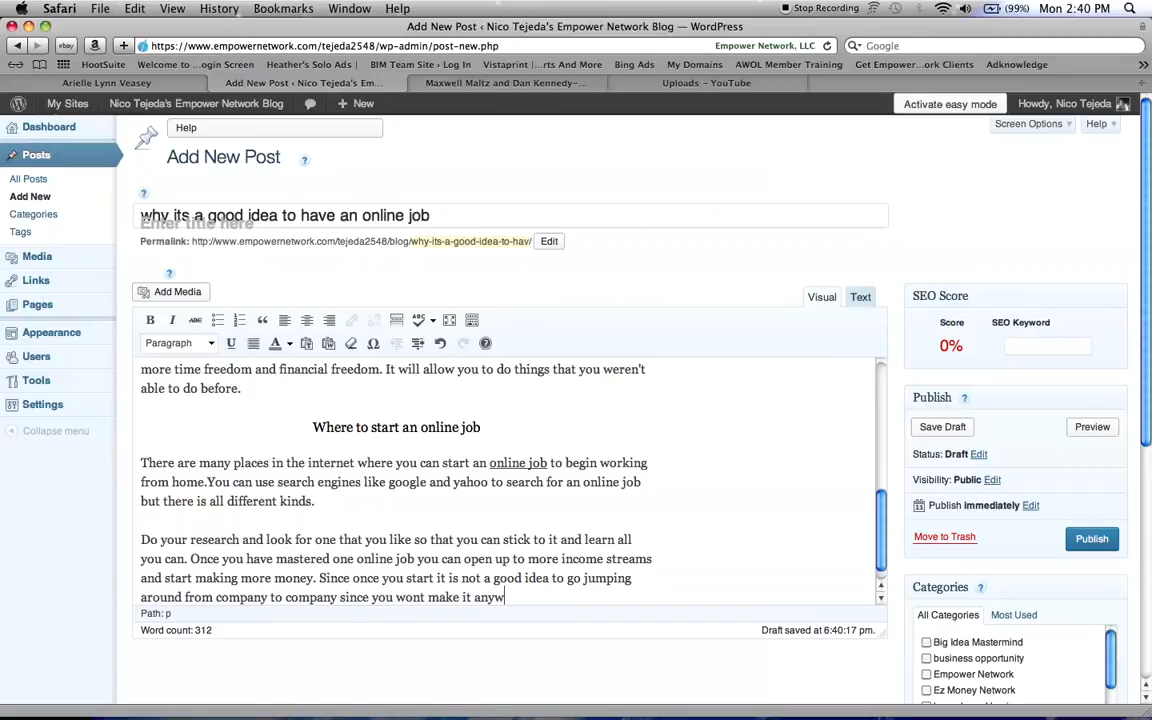 Safari File Edit View History Bookmarks Window Help Stop Recording (99%) Mon 2:40 PM
Add New Post ‹ Nico Tejeda's Empower Network Blog — WordPress
ebay https://www.empowernetwork.com/tejeda2548/wp-admin/post-new.php Empower Network, LLC Google
HootSuite Welcome to ...ogin Screen Heather's Solo Ads BIM Team Site › Log In Vistaprint |...rts And More Bing Ads My Domains AWOL Member Training Get Empower...ork Clients Adknowledge
Arielle Lynn Veasey Add New Post ‹ Nico Tejeda's Em... Maxwell Maltz and Dan Kennedy–... Uploads – YouTube
My Sites Nico Tejeda's Empower Network Blog + New Activate easy mode Howdy, Nico Tejeda
Dashboard
Posts
All Posts
Add New
Categories
Tags
Media
Links
Pages
Appearance
Users
Tools
Settings
Collapse menu
Help
Screen Options Help
Add New Post ?
?
why its a good idea to have an online job
Enter title here
Permalink: http://www.empowernetwork.com/tejeda2548/blog/why-its-a-good-idea-to-hav/ Edit
?
Add Media Visual Text
B I ABC
Paragraph U A
more time freedom and financial freedom. It will allow you to do things that you weren't
able to do before.
Where to start an online job
There are many places in the internet where you can start an online job to begin working
from home.You can use search engines like google and yahoo to search for an online job
but there is all different kinds.
Do your research and look for one that you like so that you can stick to it and learn all
you can. Once you have mastered one online job you can open up to more income streams
and start making more money. Since once you start it is not a good idea to go jumping
around from company to company since you wont make it anyw
Path: p
Word count: 312 Draft saved at 6:40:17 pm.
SEO Score
Score SEO Keyword
0%
Publish ?
Save Draft Preview
Status: Draft Edit
Visibility: Public Edit
Publish immediately Edit
Move to Trash Publish
Categories ?
All Categories Most Used
Big Idea Mastermind
business opportunity
Empower Network
Ez Money Network